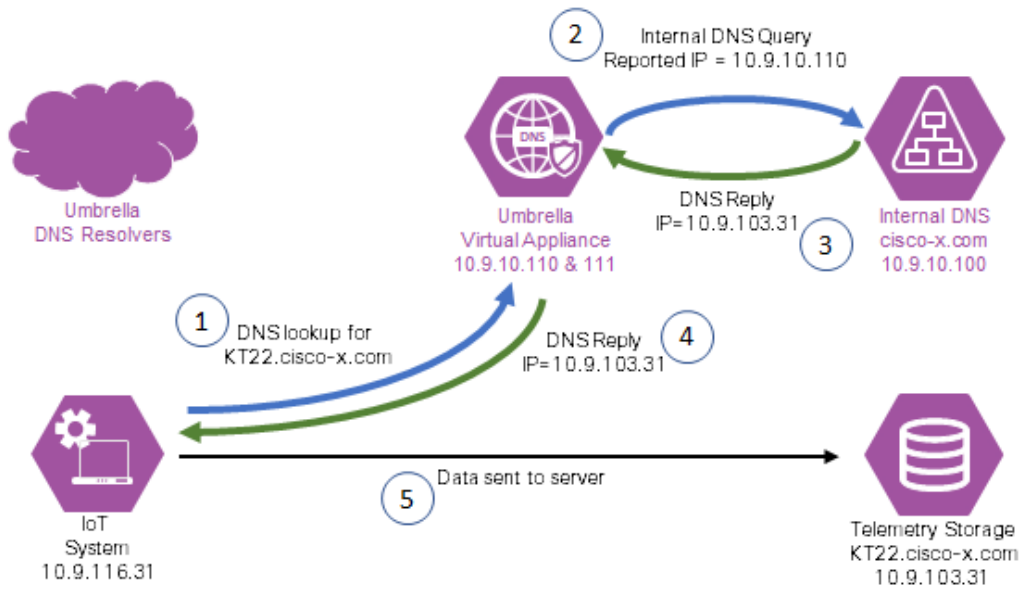 2
Internal DNS Query
Reported IP = 10.9.10.110
DNS
Umbrella
DNS Resolvers
Umbrella
Virtual Appliance
10.9.10.110 & 111
DNS Reply
IP=10.9.103.31
3
Internal DNS
cisco-x.com
10.9.10.100
1
DNS lookup for
KT22.cisco-x.com
DNS Reply
IP=10.9.103.31
4
5
Data sent to server
IoT
System
10.9.116.31
Telemetry Storage
KT22.cisco-x.com
10.9.103.31